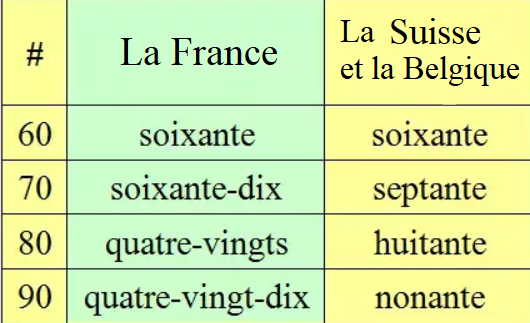 # La France La Suisse
et la Belgique
60 soixante soixante
70 soixante-dix septante
80 quatre-vingts huitante
90 quatre-vingt-dix nonante